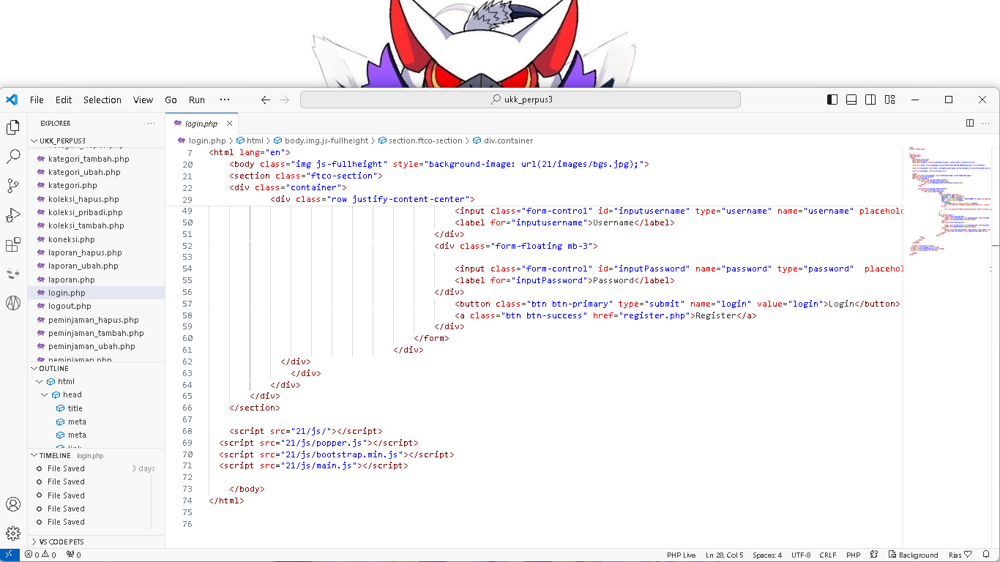 File Edit Selection View Go Run ··· ukk_perpus3
EXPLORER ···
UKK_PERPUS3
kategori_tambah.php
kategori_ubah.php
kategori.php
koleksi_hapus.php
koleksi_pribadi.php
koleksi_tambah.php
koneksi.php
laporan_hapus.php
laporan_ubah.php
laporan.php
login.php
logout.php
peminjaman_hapus.php
peminjaman_tambah.php
peminjaman_ubah.php
peminjaman.php
OUTLINE
html
head
title
meta
meta
link
TIMELINE login.php
File Saved 3 days
File Saved
File Saved
File Saved
File Saved
VS CODE PETS
login.php
login.php > html > body.img.js-fullheight > section.ftco-section > div.container
7 <html lang="en">
20 <body class="img js-fullheight" style="background-image: url(21/images/bgs.jpg);">
21 <section class="ftco-section">
22 <div class="container">
29 <div class="row justify-content-center">
49 <input class="form-control" id="inputusername" type="username" name="username" placehold
50 <label for="inputusername">Username</label>
51 </div>
52 <div class="form-floating mb-3">
53
54 <input class="form-control" id="inputPassword" name="password" type="password" placehol
55 <label for="inputPassword">Password</label>
56 </div>
57 <button class="btn btn-primary" type="submit" name="login" value="login">Login</button>
58 <a class="btn btn-success" href="register.php">Register</a>
59 </div>
60 </form>
61 </div>
62 </div>
63 </div>
64 </div>
65 </div>
66 </section>
67
68 <script src="21/js/"></script>
69 <script src="21/js/popper.js"></script>
70 <script src="21/js/bootstrap.min.js"></script>
71 <script src="21/js/main.js"></script>
72
73 </body>
74 </html>
75
76
0 0 0 PHP Live Ln 28, Col 5 Spaces: 4 UTF-8 CRLF PHP Background Rias